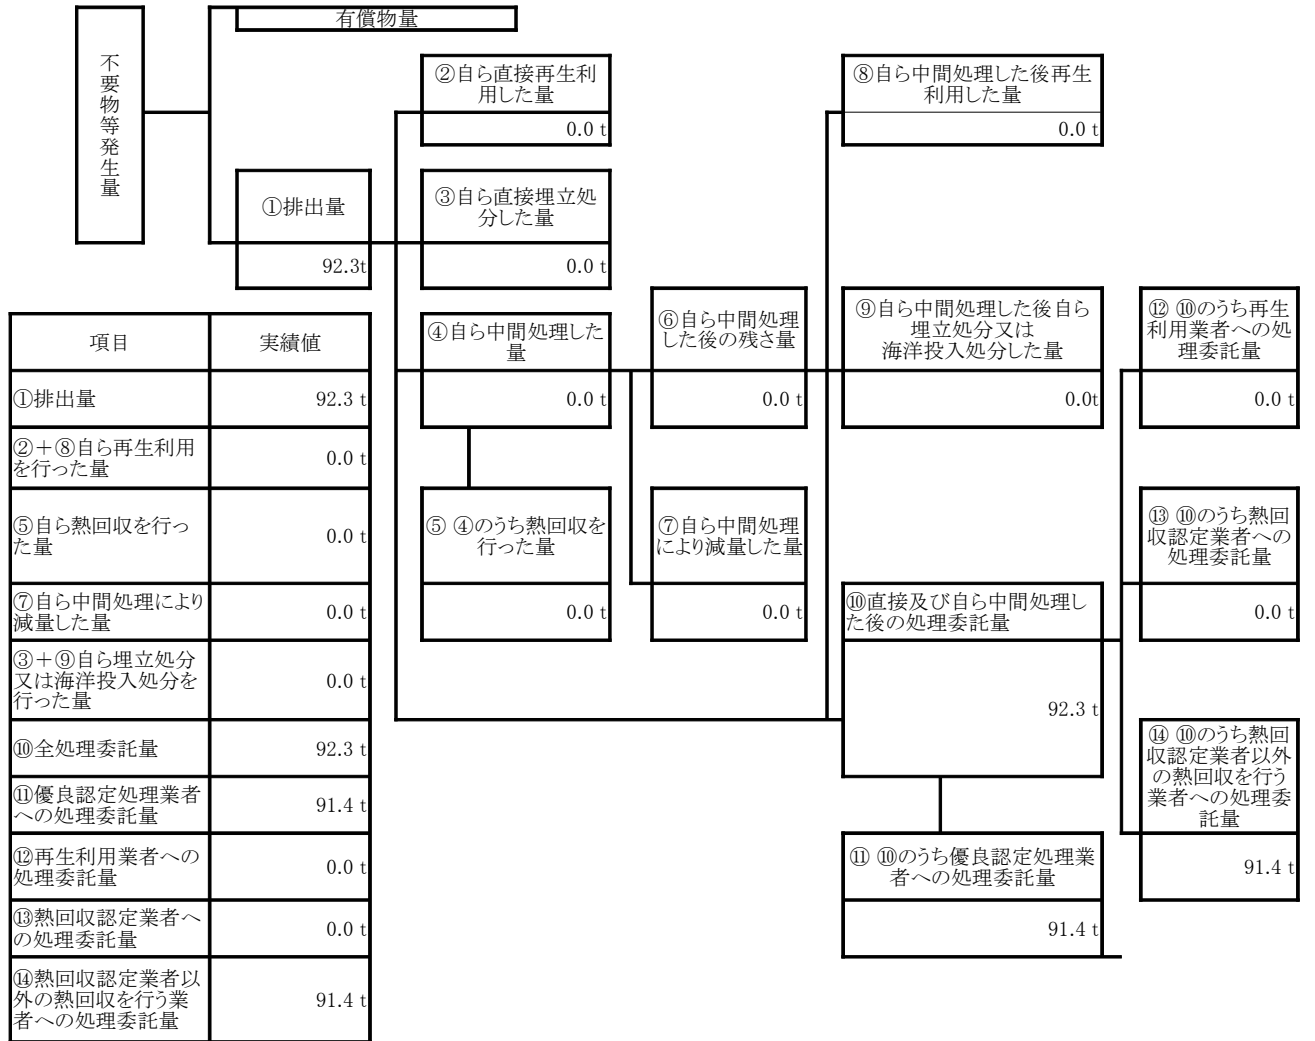 有償物量
不要物等発生量
②自ら直接再生利
用した量
0.0 t
⑧自ら中間処理した後再生
利用した量
0.0 t
①排出量
92.3t
③自ら直接埋立処
分した量
0.0 t
④自ら中間処理した
量
0.0 t
⑥自ら中間処理
した後の残さ量
0.0 t
⑨自ら中間処理した後自ら
埋立処分又は
海洋投入処分した量
0.0t
⑫ ⑩のうち再生
利用業者への処
理委託量
0.0 t
⑤ ④のうち熱回収を
行った量
0.0 t
⑦自ら中間処理
により減量した量
0.0 t
⑩直接及び自ら中間処理し
た後の処理委託量
92.3 t
⑬ ⑩のうち熱回
収認定業者への
処理委託量
0.0 t
⑭ ⑩のうち熱回
収認定業者以外
の熱回収を行う
業者への処理委
託量
91.4 t
⑪ ⑩のうち優良認定処理業
者への処理委託量
91.4 t
項目 実績値
①排出量 92.3 t
②＋⑧自ら再生利用
を行った量
0.0 t
⑤自ら熱回収を行っ
た量
0.0 t
⑦自ら中間処理により
減量した量
0.0 t
③＋⑨自ら埋立処分
又は海洋投入処分を
行った量
0.0 t
⑩全処理委託量 92.3 t
⑪優良認定処理業者
への処理委託量
91.4 t
⑫再生利用業者への
処理委託量
0.0 t
⑬熱回収認定業者へ
の処理委託量
0.0 t
⑭熱回収認定業者以
外の熱回収を行う業
者への処理委託量
91.4 t